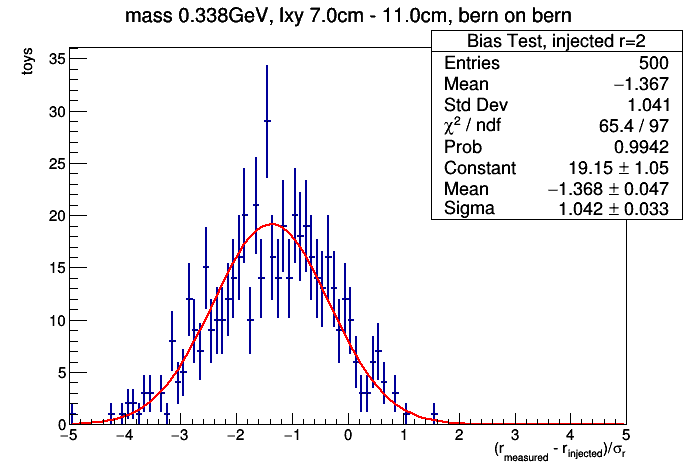 mass 0.338GeV, lxy 7.0cm - 11.0cm, bern on bern
toys
Bias Test, injected r=2
Entries 500
Mean −1.367
Std Dev 1.041
χ² / ndf 65.4 / 97
Prob 0.9942
Constant 19.15 ± 1.05
Mean −1.368 ± 0.047
Sigma 1.042 ± 0.033
35
30
25
20
15
10
5
0
−5 −4 −3 −2 −1 0 1 2 3 4 5
(r_measured - r_injected)/σ_r